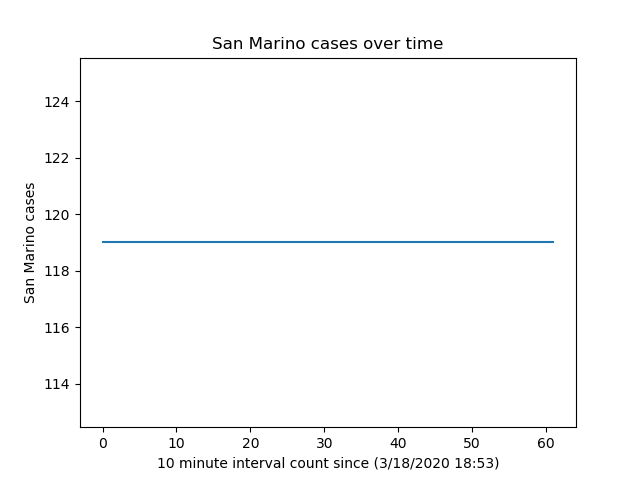 San Marino cases over time
San Marino cases
124
122
120
118
116
114
0 10 20 30 40 50 60
10 minute interval count since (3/18/2020 18:53)